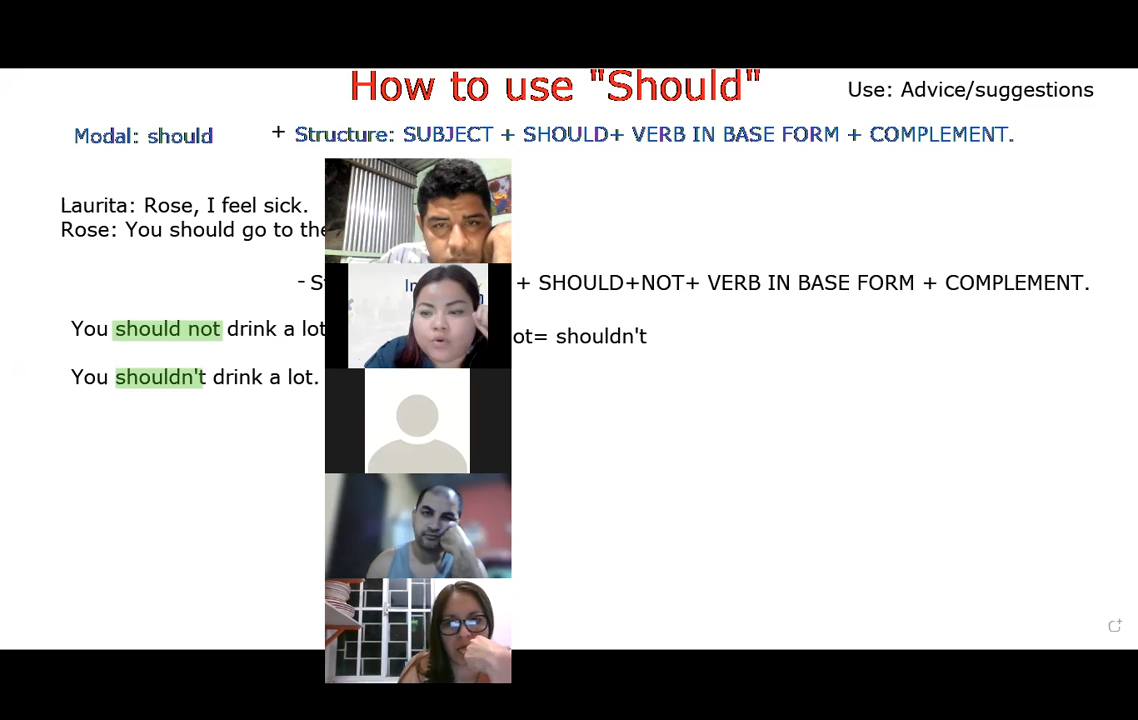 How to use "Should"
Use: Advice/suggestions
Modal: should
+ Structure: SUBJECT + SHOULD+ VERB IN BASE FORM + COMPLEMENT.
Laurita: Rose, I feel sick.
Rose: You should go to the
- + SHOULD+NOT+ VERB IN BASE FORM + COMPLEMENT.
You should not drink a lot
= shouldn't
You shouldn't drink a lot.